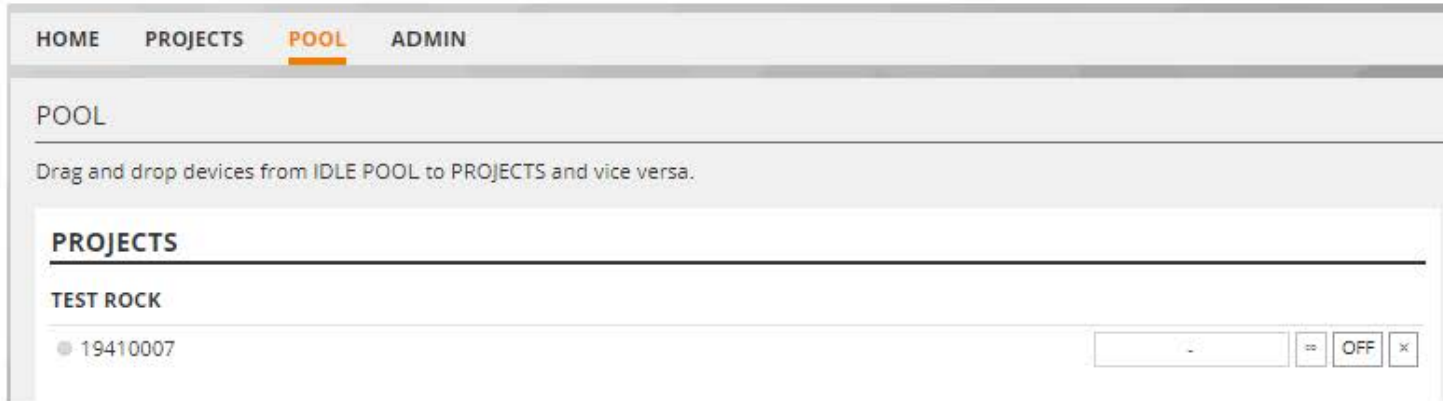 HOME PROJECTS POOL ADMIN
POOL
Drag and drop devices from IDLE POOL to PROJECTS and vice versa.
PROJECTS
TEST ROCK
19410007 - = OFF ×